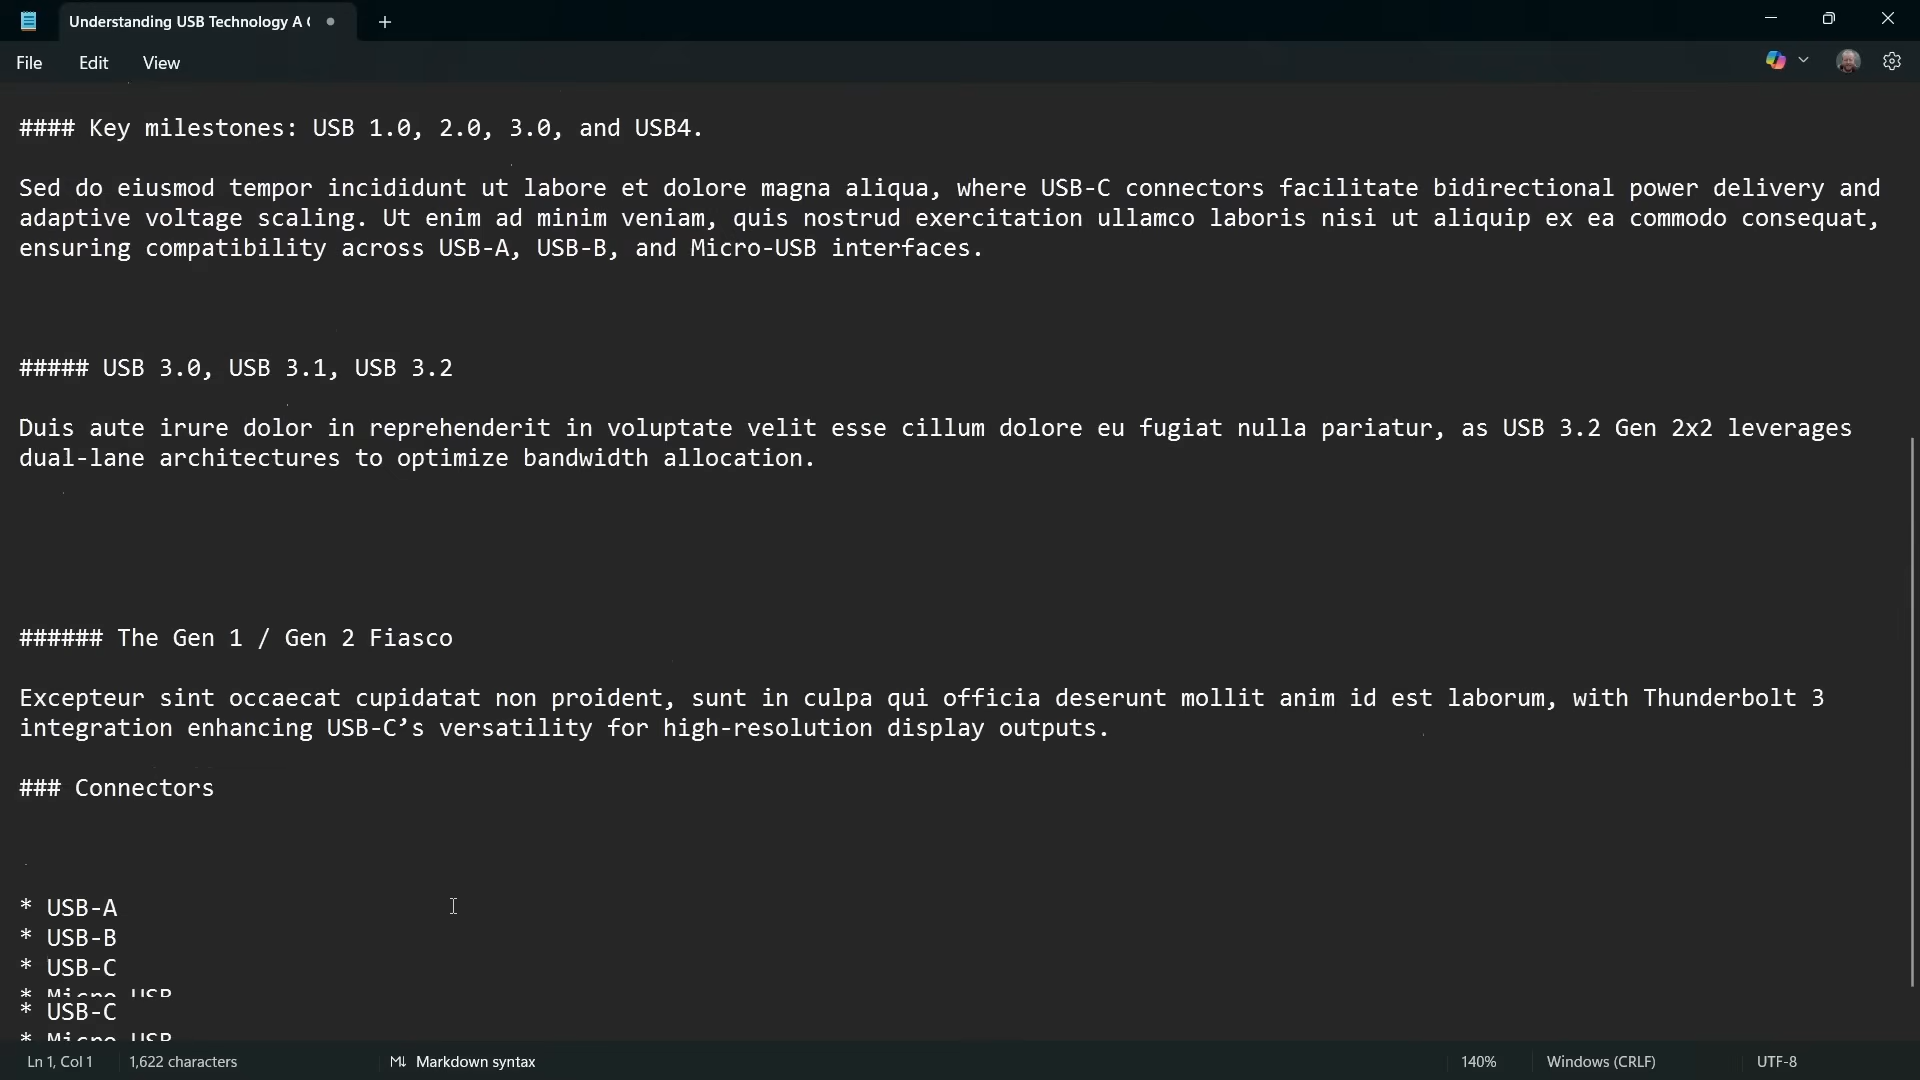 Understanding USB Technology A
File Edit View
#### Key milestones: USB 1.0, 2.0, 3.0, and USB4.
Sed do eiusmod tempor incididunt ut labore et dolore magna aliqua, where USB-C connectors facilitate bidirectional power delivery and
adaptive voltage scaling. Ut enim ad minim veniam, quis nostrud exercitation ullamco laboris nisi ut aliquip ex ea commodo consequat,
ensuring compatibility across USB-A, USB-B, and Micro-USB interfaces.
##### USB 3.0, USB 3.1, USB 3.2
Duis aute irure dolor in reprehenderit in voluptate velit esse cillum dolore eu fugiat nulla pariatur, as USB 3.2 Gen 2x2 leverages
dual-lane architectures to optimize bandwidth allocation.
###### The Gen 1 / Gen 2 Fiasco
Excepteur sint occaecat cupidatat non proident, sunt in culpa qui officia deserunt mollit anim id est laborum, with Thunderbolt 3
integration enhancing USB-C’s versatility for high-resolution display outputs.
### Connectors
* USB-A
* USB-B
* USB-C
* Micro USB
* USB-C
* Micro USB
Ln 1, Col 1 1,622 characters M↓ Markdown syntax 140% Windows (CRLF) UTF-8